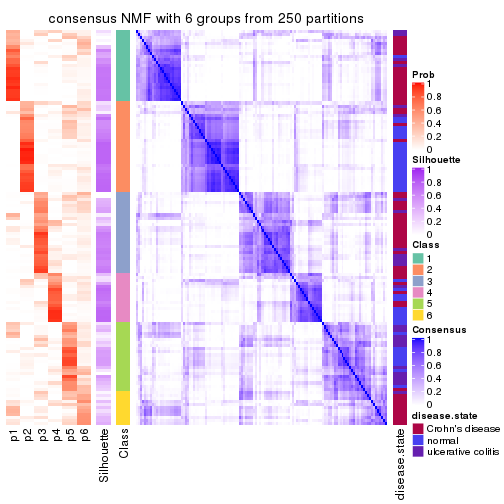 consensus NMF with 6 groups from 250 partitions
Prob
1
0.8
0.6
0.4
0.2
0
Silhouette
1
0.8
0.6
0.4
0.2
0
Class
1
2
3
4
5
6
Consensus
1
0.8
0.6
0.4
0.2
0
disease.state
Crohn's disease
normal
ulcerative colitis
p1
p2
p3
p4
p5
p6
Silhouette
Class
disease.state